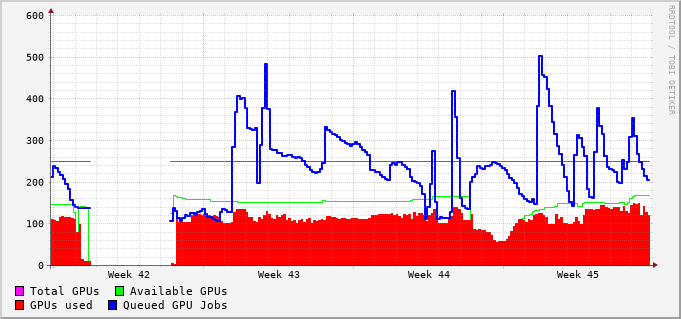 600
500
400
300
200
100
0
Week 42 Week 43 Week 44 Week 45
Total GPUs Available GPUs
GPUs used Queued GPU Jobs
RRDTOOL / TOBI OETIKER